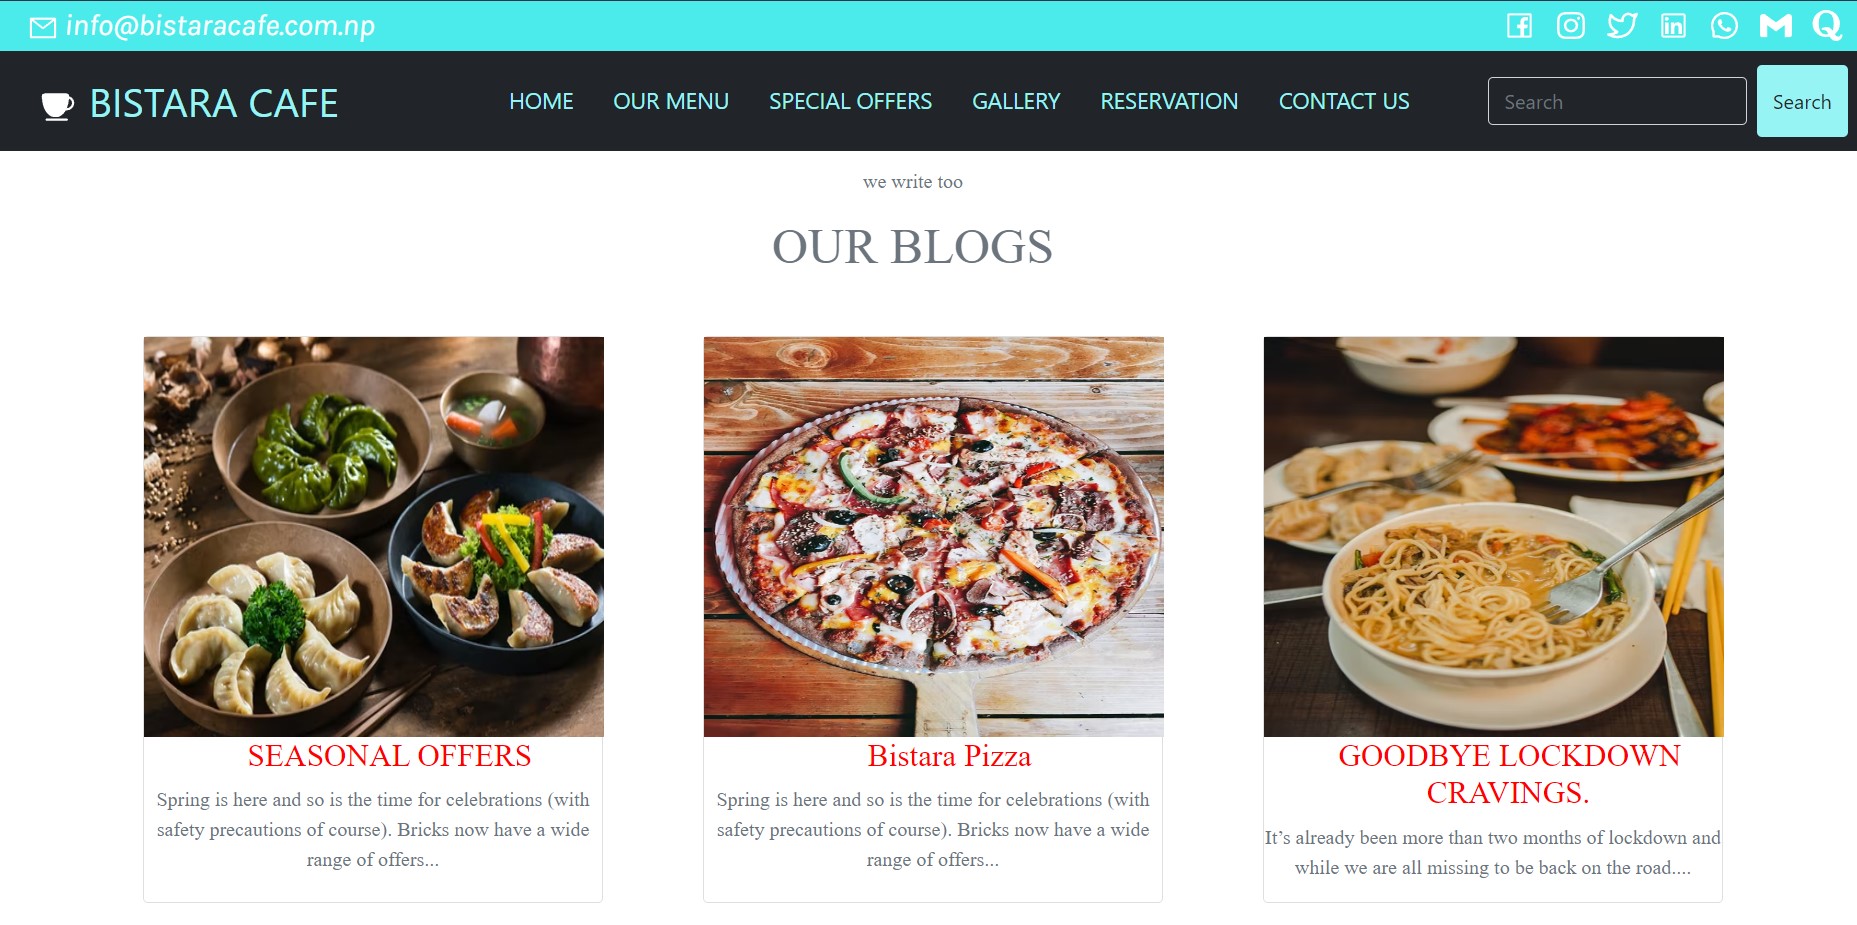 info@bistaracafe.com.np
BISTARA CAFE
HOME OUR MENU SPECIAL OFFERS GALLERY RESERVATION CONTACT US
Search Search
we write too
OUR BLOGS
SEASONAL OFFERS
Spring is here and so is the time for celebrations (with
safety precautions of course). Bricks now have a wide
range of offers...
Bistara Pizza
Spring is here and so is the time for celebrations (with
safety precautions of course). Bricks now have a wide
range of offers...
GOODBYE LOCKDOWN
CRAVINGS.
It’s already been more than two months of lockdown and
while we are all missing to be back on the road....